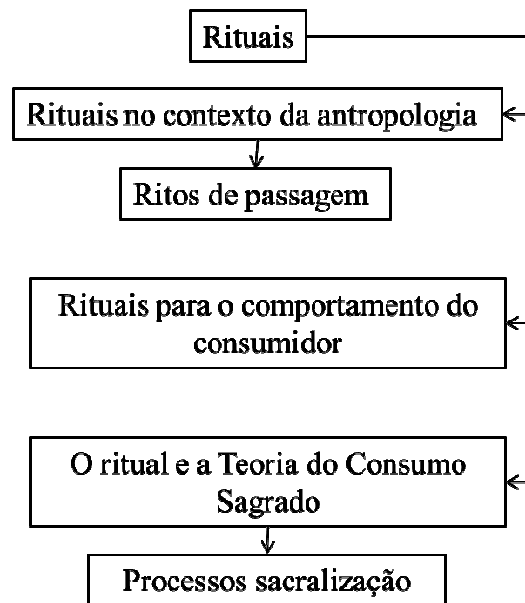 Rituais
Rituais no contexto da antropologia
Ritos de passagem
Rituais para o comportamento do
consumidor
O ritual e a Teoria do Consumo
Sagrado
Processos sacralização